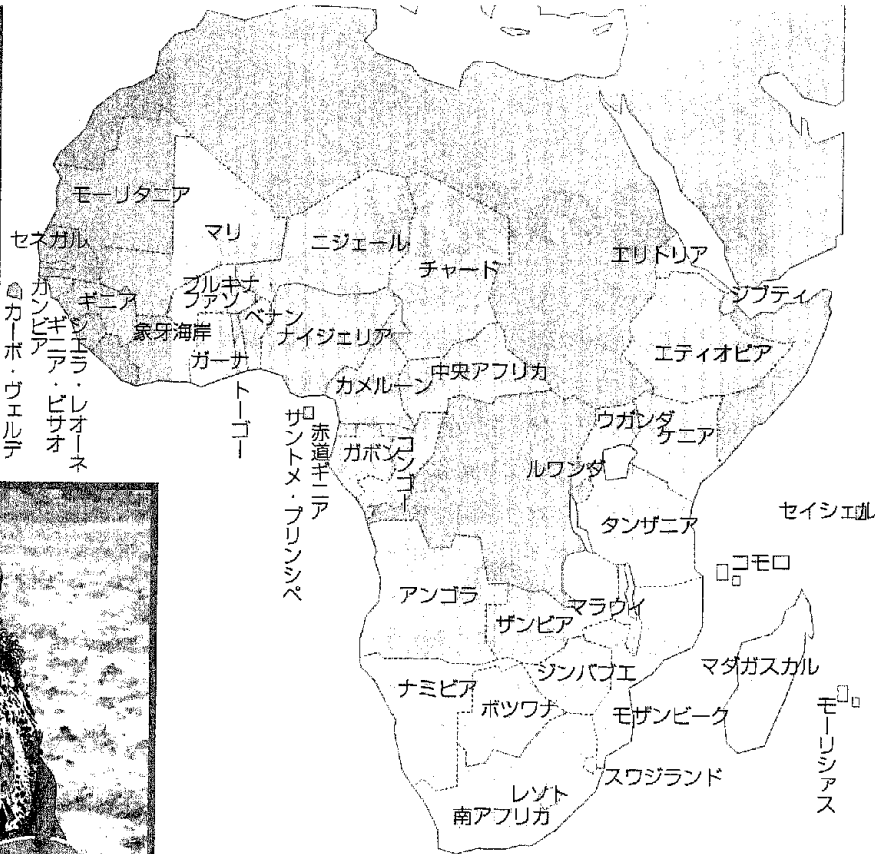 モーリタニア
セネガル
マリ
ニジェール
チャード
エリトリア
ジブティ
ガンビア
カーボ・ヴェルデ
ギニア
ギニア・ビサオ
シエラ・レオーネ
ブルキナ
ファソ
ベナン
象牙海岸
ナイジェリア
ガーナ
トーゴー
エティオピア
カメルーン
中央アフリカ
赤道ギニア
サントメ・プリンシペ
ガボン
コンゴー
ウガンダ
ケニア
ルワンダ
タンザニア
セイシェル
コモロ
アンゴラ
ザンビア
マラウィ
ジンバブエ
マダガスカル
ナミビア
ボツワナ
モザンビーク
モーリシァス
スワジランド
レゾト
南アフリカ